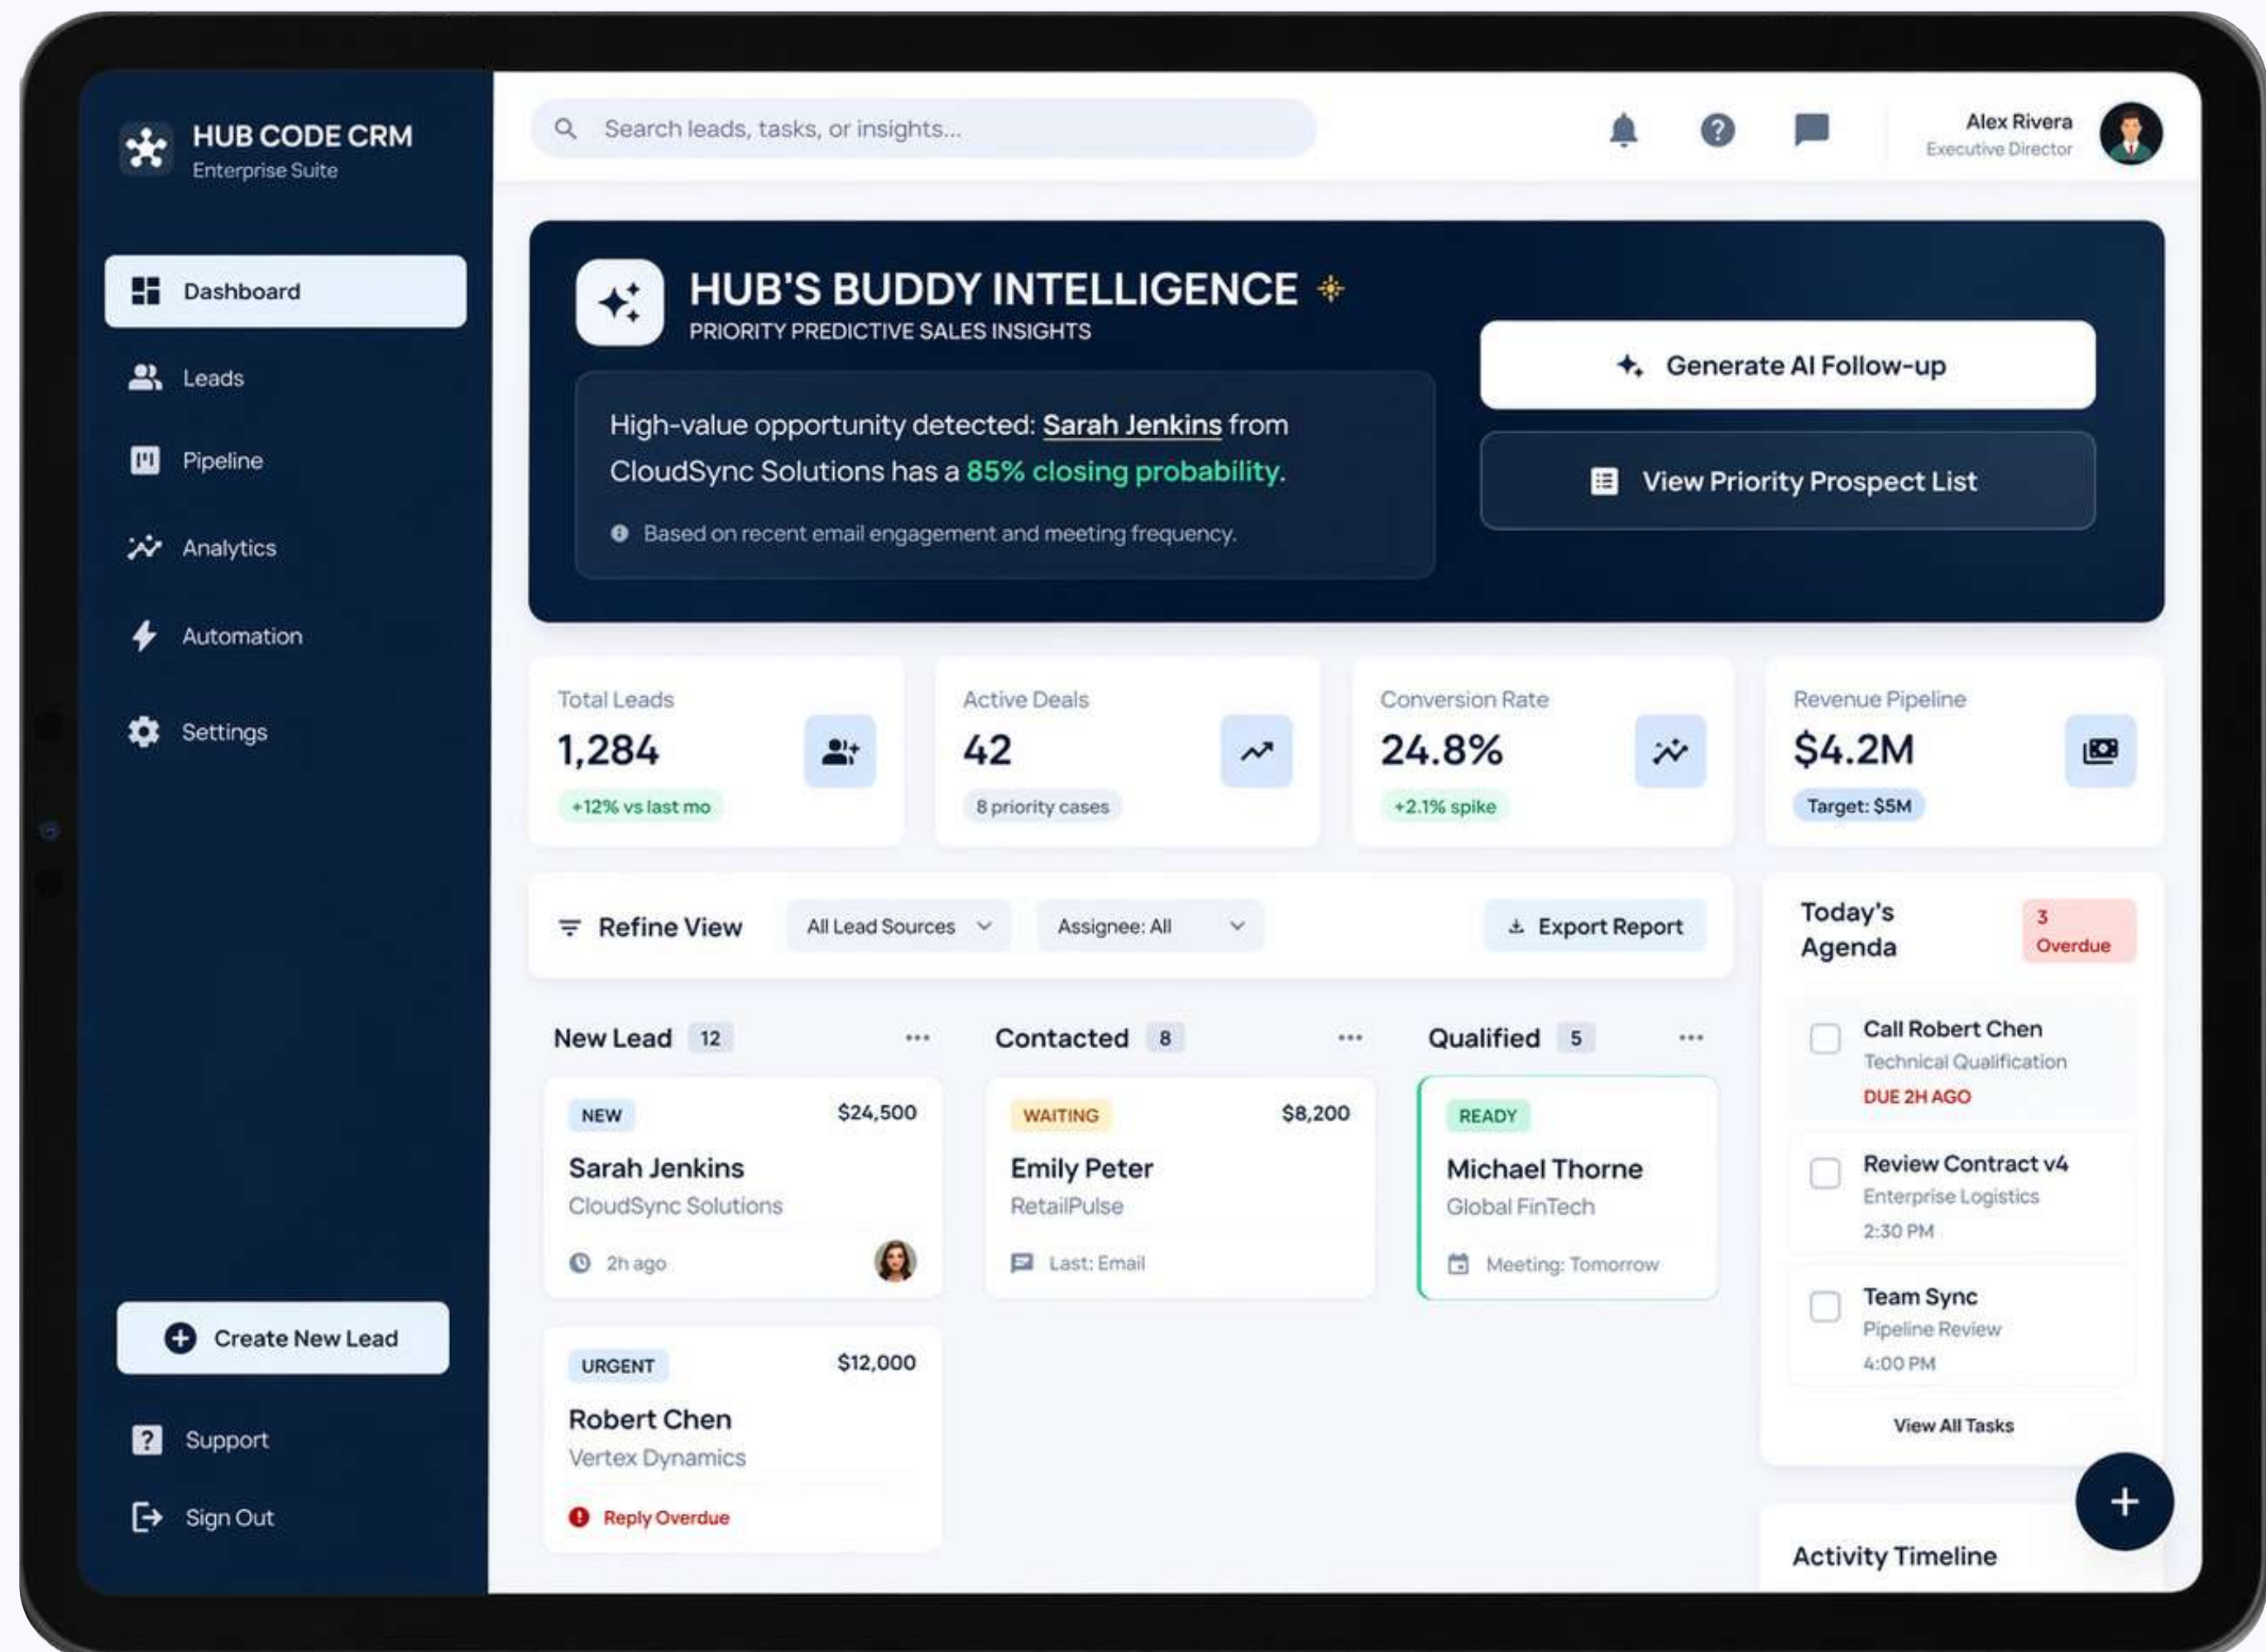 HUB CODE CRM
Enterprise Suite
Dashboard
Leads
Pipeline
Analytics
Automation
Settings
Create New Lead
Support
Sign Out
Search leads, tasks, or insights...
Alex Rivera
Executive Director
HUB'S BUDDY INTELLIGENCE
PRIORITY PREDICTIVE SALES INSIGHTS
High-value opportunity detected: Sarah Jenkins from
CloudSync Solutions has a 85% closing probability.
Based on recent email engagement and meeting frequency.
Generate AI Follow-up
View Priority Prospect List
Total Leads
1,284
+12% vs last mo
Active Deals
42
8 priority cases
Conversion Rate
24.8%
+2.1% spike
Revenue Pipeline
$4.2M
Target: $5M
Refine View
All Lead Sources
Assignee: All
Export Report
New Lead 12
NEW $24,500
Sarah Jenkins
CloudSync Solutions
2h ago
URGENT $12,000
Robert Chen
Vertex Dynamics
Reply Overdue
Contacted 8
WAITING $8,200
Emily Peter
RetailPulse
Last: Email
Qualified 5
READY
Michael Thorne
Global FinTech
Meeting: Tomorrow
Today's
Agenda
3
Overdue
Call Robert Chen
Technical Qualification
DUE 2H AGO
Review Contract v4
Enterprise Logistics
2:30 PM
Team Sync
Pipeline Review
4:00 PM
View All Tasks
Activity Timeline